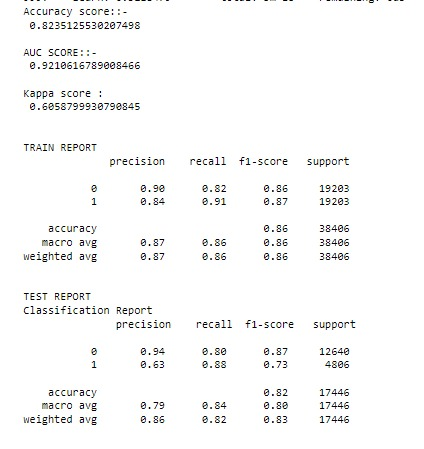 Accuracy score::-
0.8235125530207498
AUC SCORE::-
0.9210616789008466
Kappa score :
0.6058799930790845
TRAIN REPORT
precision recall f1-score support
0 0.90 0.82 0.86 19203
1 0.84 0.91 0.87 19203
accuracy 0.86 38406
macro avg 0.87 0.86 0.86 38406
weighted avg 0.87 0.86 0.86 38406
TEST REPORT
Classification Report
precision recall f1-score support
0 0.94 0.80 0.87 12640
1 0.63 0.88 0.73 4806
accuracy 0.82 17446
macro avg 0.79 0.84 0.80 17446
weighted avg 0.86 0.82 0.83 17446